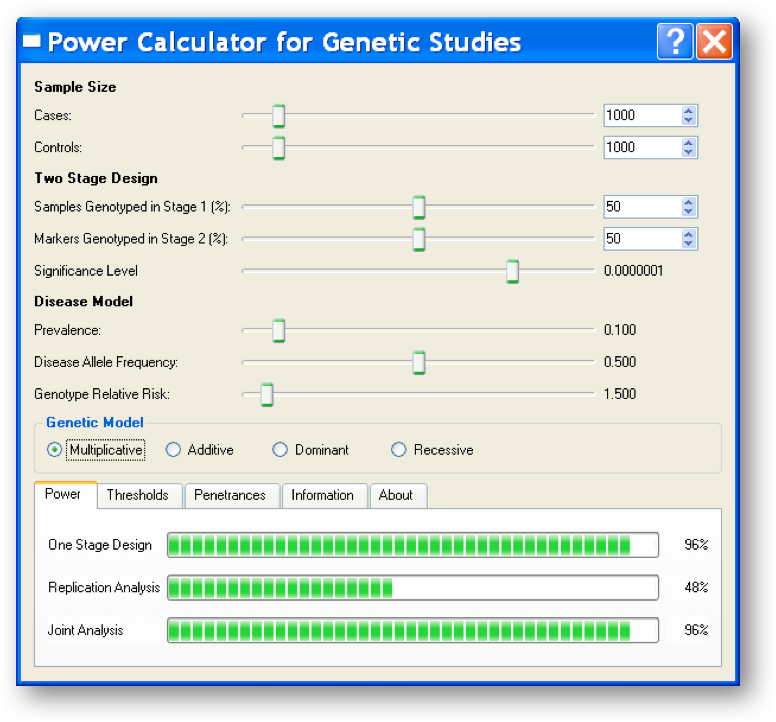 Power Calculator for Genetic Studies
Sample Size
Cases: 1000
Controls: 1000
Two Stage Design
Samples Genotyped in Stage 1 (%): 50
Markers Genotyped in Stage 2 (%): 50
Significance Level 0.0000001
Disease Model
Prevalence: 0.100
Disease Allele Frequency: 0.500
Genotype Relative Risk: 1.500
Genetic Model
Multiplicative Additive Dominant Recessive
Power Thresholds Penetrances Information About
One Stage Design 96%
Replication Analysis 48%
Joint Analysis 96%